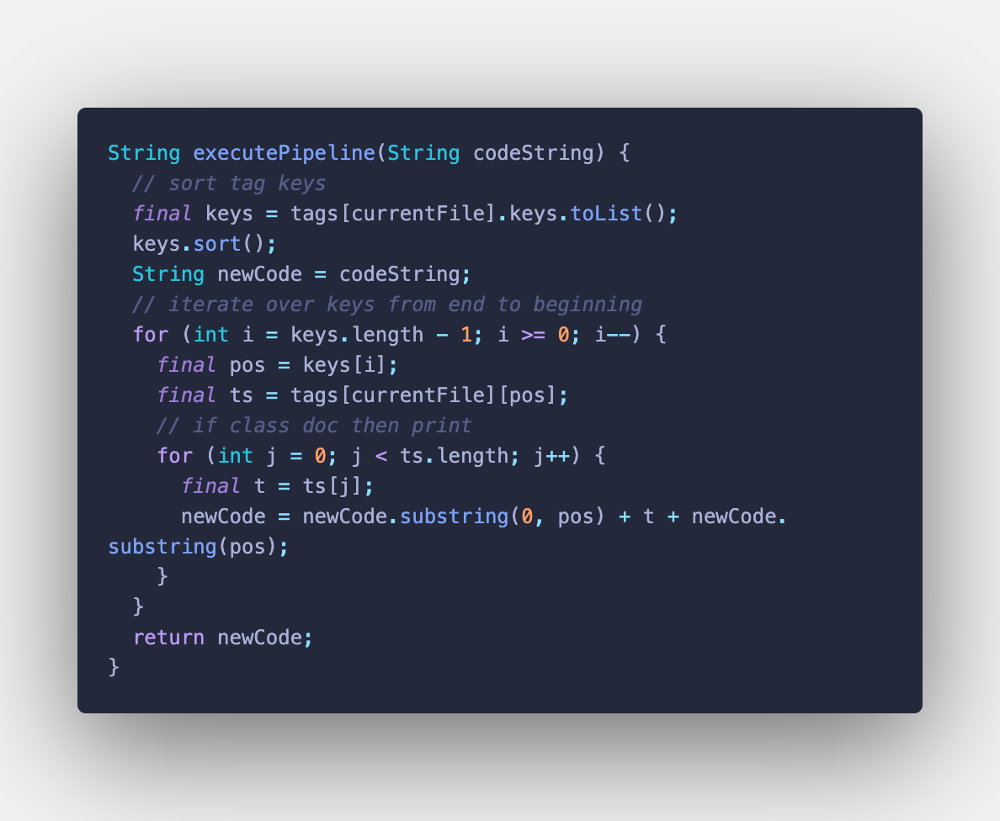 String executePipeline(String codeString) {
  // sort tag keys
  final keys = tags[currentFile].keys.toList();
  keys.sort();
  String newCode = codeString;
  // iterate over keys from end to beginning
  for (int i = keys.length - 1; i >= 0; i--) {
    final pos = keys[i];
    final ts = tags[currentFile][pos];
    // if class doc then print
    for (int j = 0; j < ts.length; j++) {
      final t = ts[j];
      newCode = newCode.substring(0, pos) + t + newCode.
substring(pos);
    }
  }
  return newCode;
}